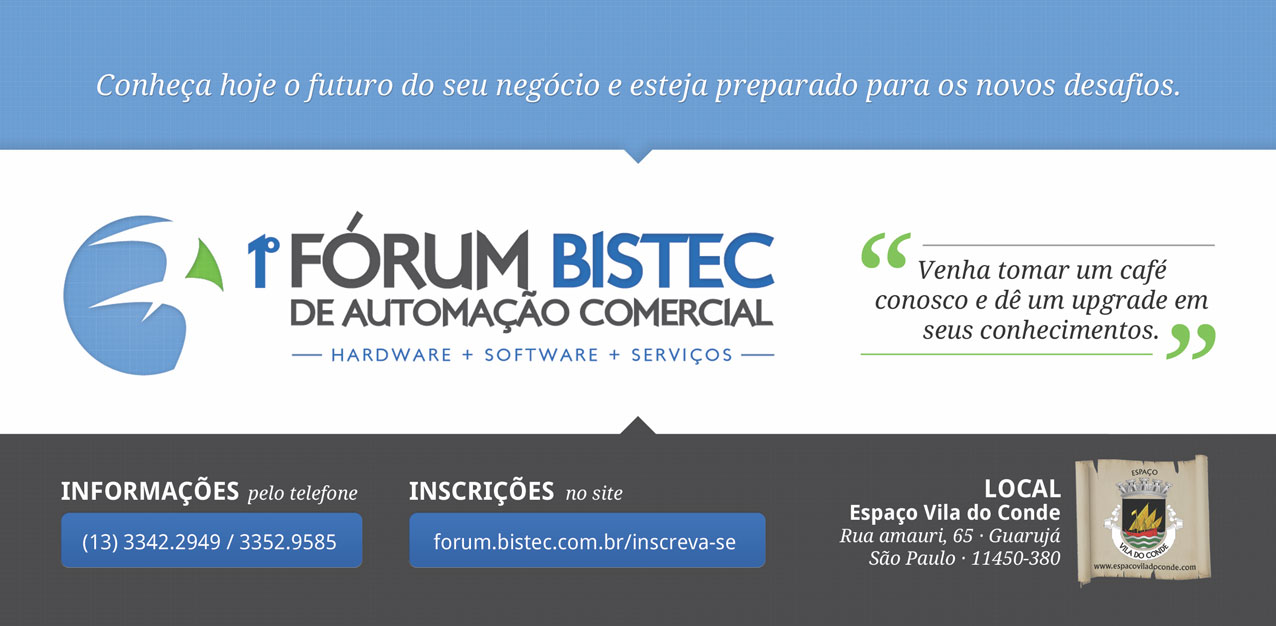 Conheça hoje o futuro do seu negócio e esteja preparado para os novos desafios.
1º FÓRUM BISTEC
DE AUTOMAÇÃO COMERCIAL
HARDWARE + SOFTWARE + SERVIÇOS
“Venha tomar um café
conosco e dê um upgrade em
seus conhecimentos.”
INFORMAÇÕES pelo telefone
(13) 3342.2949 / 3352.9585
INSCRIÇÕES no site
forum.bistec.com.br/inscreva-se
LOCAL
Espaço Vila do Conde
Rua amauri, 65 · Guarujá
São Paulo · 11450-380
ESPAÇO
VILA DO CONDE
www.espacoviladoconde.com